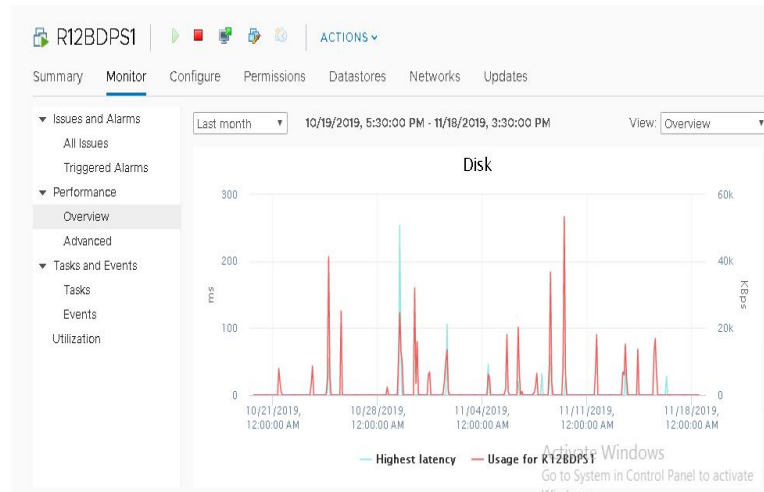 R12BDPS1
ACTIONS
Summary Monitor Configure Permissions Datastores Networks Updates
Issues and Alarms
All Issues
Triggered Alarms
Performance
Overview
Advanced
Tasks and Events
Tasks
Events
Utilization
Last month 10/19/2019, 5:30:00 PM - 11/18/2019, 3:30:00 PM View: Overview
Disk
300 60k
200 40k
100 20k
0 0
ms
KBps
10/21/2019, 10/28/2019, 11/04/2019, 11/11/2019, 11/18/2019,
12:00:00 AM 12:00:00 AM 12:00:00 AM 12:00:00 AM 12:00:00 AM
Highest latency Usage for R12BDPS1
Activate Windows
Go to System in Control Panel to activate